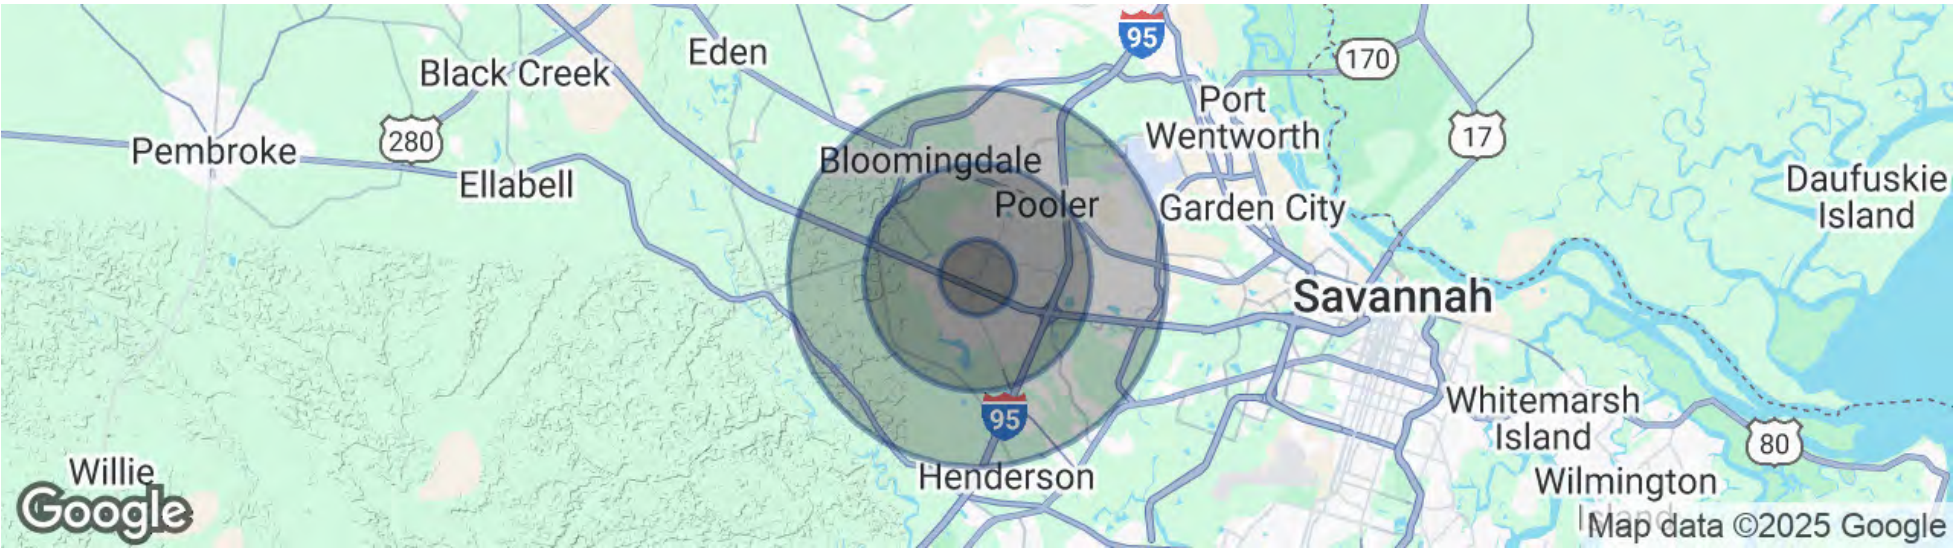 95
Eden
170
Black Creek
Port
Wentworth
280
17
Pembroke
Bloomingdale
Ellabell
Daufuskie
Island
Pooler
Garden City
Savannah
Whitemarsh
Island
95
80
Willie
Henderson
Wilmington
Island
Google
Map data ©2025 Google